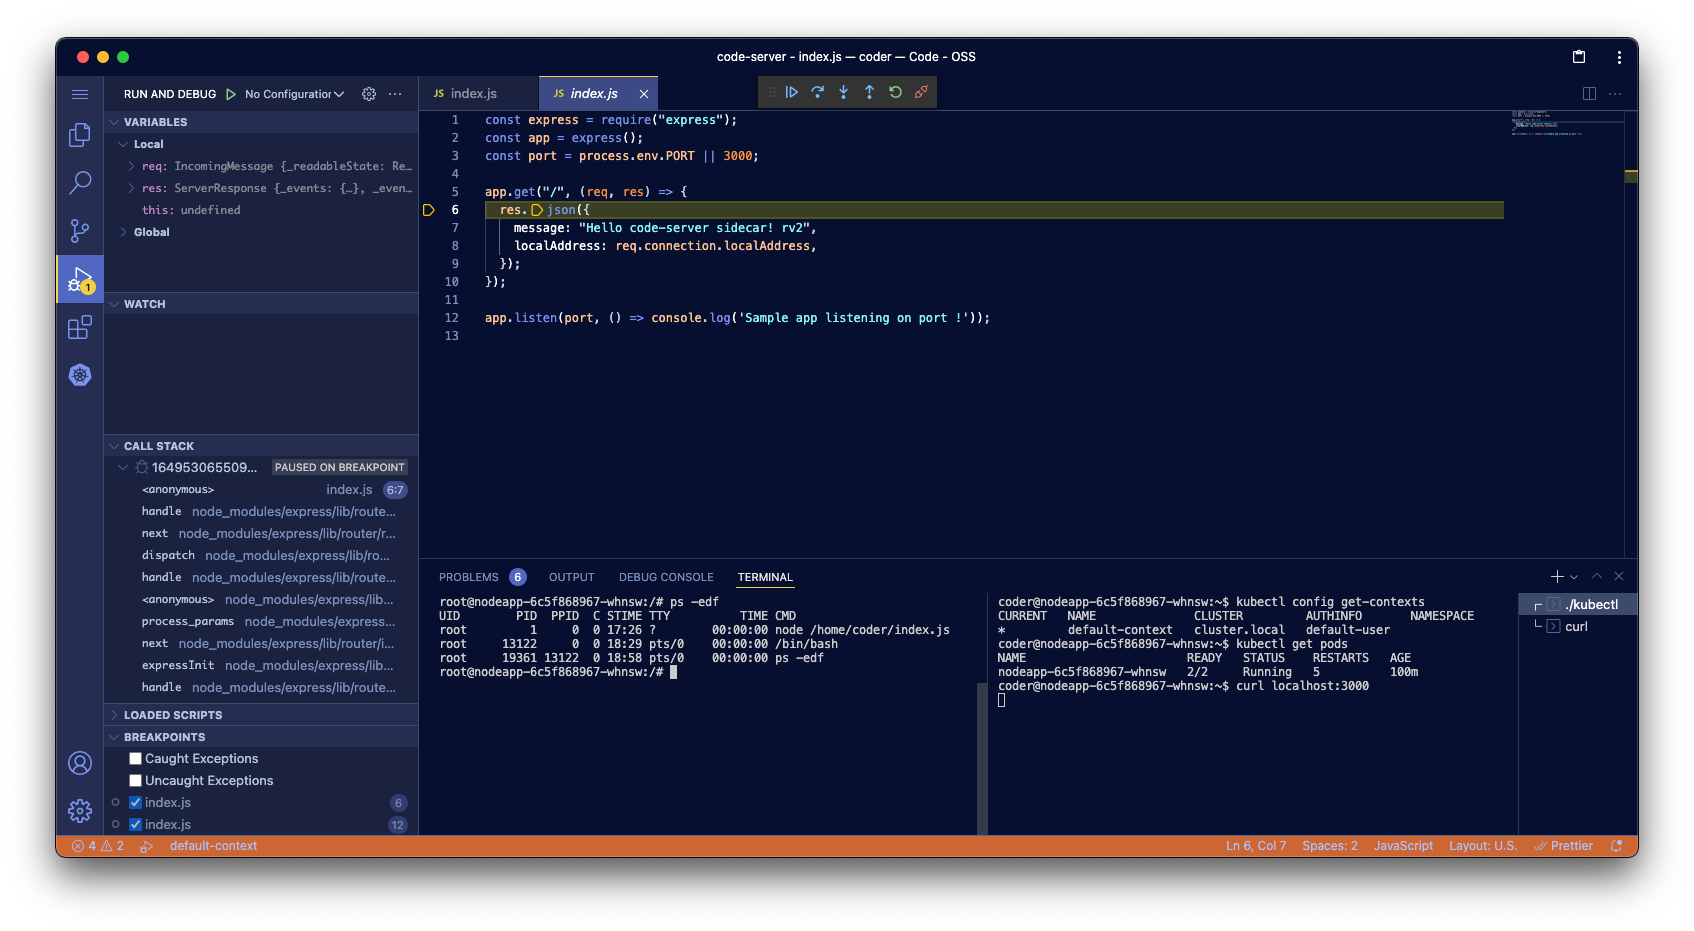 code-server - index.js — coder — Code - OSS
RUN AND DEBUG No Configuration
VARIABLES
Local
req: IncomingMessage {_readableState: Re…
res: ServerResponse {_events: {…}, _even…
this: undefined
Global
WATCH
CALL STACK
164953065509... PAUSED ON BREAKPOINT
<anonymous> index.js 6:7
handle node_modules/express/lib/route...
next node_modules/express/lib/router/r...
dispatch node_modules/express/lib/ro...
handle node_modules/express/lib/route...
<anonymous> node_modules/express/lib...
process_params node_modules/express...
next node_modules/express/lib/router/i...
expressInit node_modules/express/lib...
handle node_modules/express/lib/route...
LOADED SCRIPTS
BREAKPOINTS
Caught Exceptions
Uncaught Exceptions
index.js 6
index.js 12
1
JS index.js
JS index.js
1 const express = require("express");
2 const app = express();
3 const port = process.env.PORT || 3000;
4
5 app.get("/", (req, res) => {
6 res.json({
7 message: "Hello code-server sidecar! rv2",
8 localAddress: req.connection.localAddress,
9 });
10 });
11
12 app.listen(port, () => console.log('Sample app listening on port !'));
13
PROBLEMS 6 OUTPUT DEBUG CONSOLE TERMINAL
root@nodeapp-6c5f868967-whnsw:/# ps -edf
UID PID PPID C STIME TTY TIME CMD
root 1 0 0 17:26 ? 00:00:00 node /home/coder/index.js
root 13122 0 0 18:29 pts/0 00:00:00 /bin/bash
root 19361 13122 0 18:58 pts/0 00:00:00 ps -edf
root@nodeapp-6c5f868967-whnsw:/#
coder@nodeapp-6c5f868967-whnsw:~$ kubectl config get-contexts
CURRENT NAME CLUSTER AUTHINFO NAMESPACE
* default-context cluster.local default-user
coder@nodeapp-6c5f868967-whnsw:~$ kubectl get pods
NAME READY STATUS RESTARTS AGE
nodeapp-6c5f868967-whnsw 2/2 Running 5 100m
coder@nodeapp-6c5f868967-whnsw:~$ curl localhost:3000
./kubectl
curl
4 2 default-context
Ln 6, Col 7 Spaces: 2 JavaScript Layout: U.S. Prettier